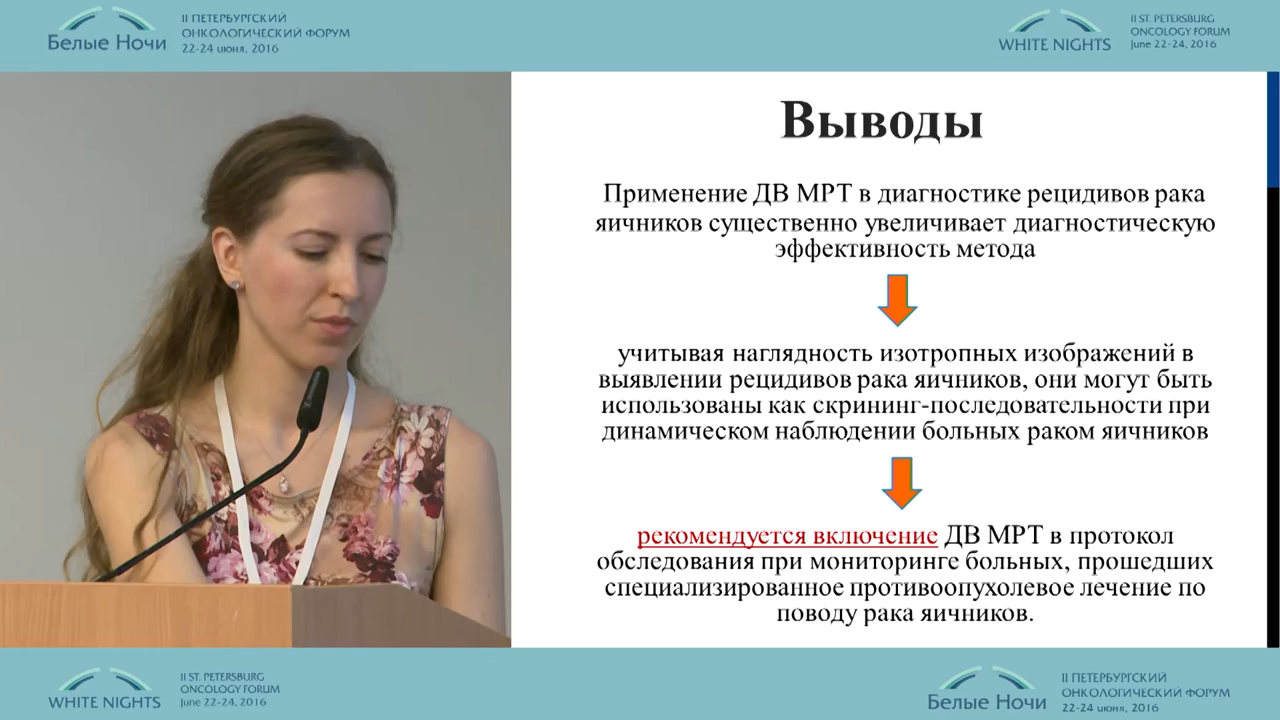 Белые Ночи
II ПЕТЕРБУРГСКИЙ
ОНКОЛОГИЧЕСКИЙ ФОРУМ
22-24 июня, 2016
WHITE NIGHTS
II ST. PETERSBURG
ONCOLOGY FORUM
June 22-24, 2016
Выводы
Применение ДВ МРТ в диагностике рецидивов рака
яичников существенно увеличивает диагностическую
эффективность метода
учитывая наглядность изотропных изображений в
выявлении рецидивов рака яичников, они могут быть
использованы как скрининг-последовательности при
динамическом наблюдении больных раком яичников
рекомендуется включение ДВ МРТ в протокол
обследования при мониторинге больных, прошедших
специализированное противоопухолевое лечение по
поводу рака яичников.
WHITE NIGHTS
II ST. PETERSBURG
ONCOLOGY FORUM
June 22-24, 2016
Белые Ночи
II ПЕТЕРБУРГСКИЙ
ОНКОЛОГИЧЕСКИЙ ФОРУМ
22-24 июня, 2016